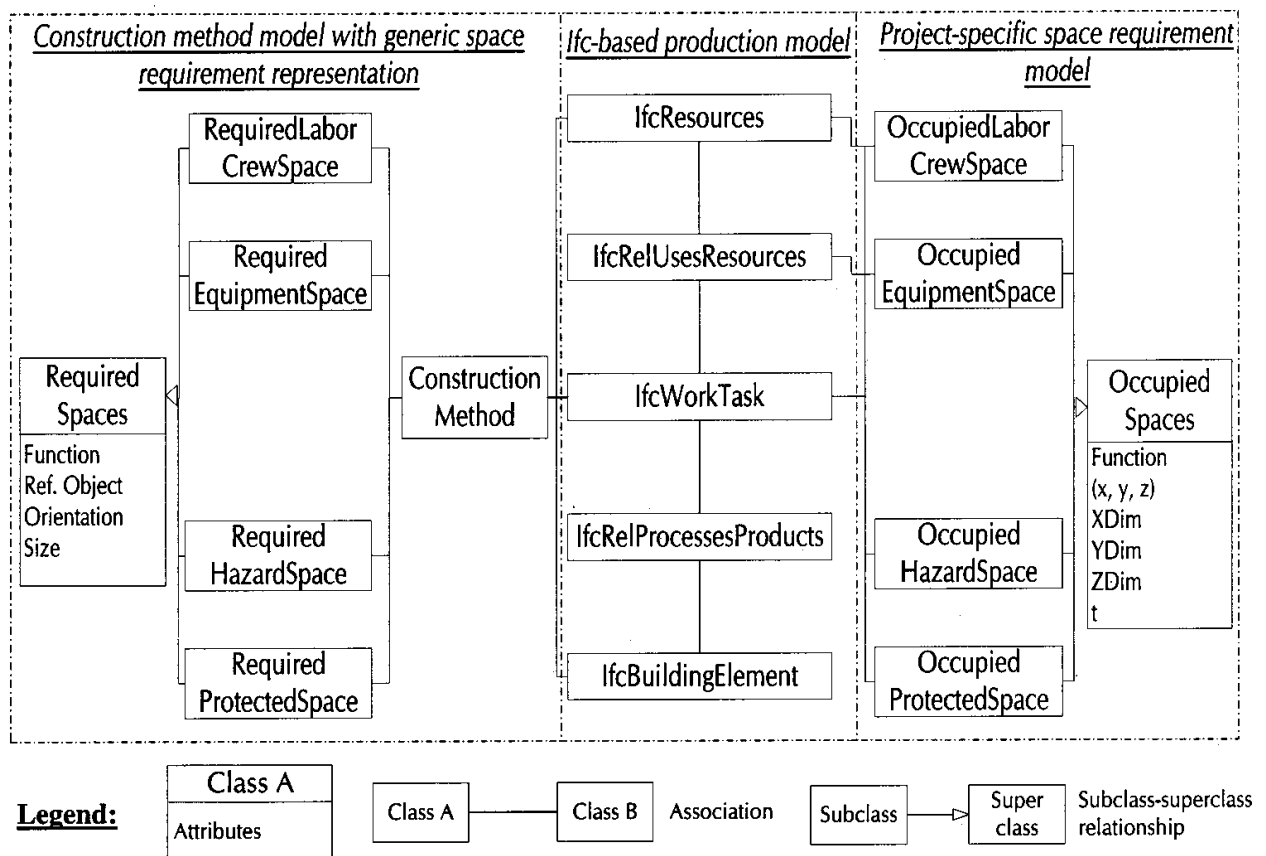 Construction method model with generic space
requirement representation
RequiredLabor
CrewSpace
Required
EquipmentSpace
Required
Spaces
Function
Ref. Object
Orientation
Size
Construction
Method
Required
HazardSpace
Required
ProtectedSpace
Ifc-based production model
IfcResources
IfcRelUsesResources
IfcWorkTask
IfcRelProcessesProducts
IfcBuildingElement
Project-specific space requirement
model
OccupiedLabor
CrewSpace
Occupied
EquipmentSpace
Occupied
HazardSpace
Occupied
ProtectedSpace
Occupied
Spaces
Function
(x, y, z)
XDim
YDim
ZDim
t
Legend:
Class A
Attributes
Class A
Class B
Association
Subclass
Super
class
Subclass-superclass
relationship